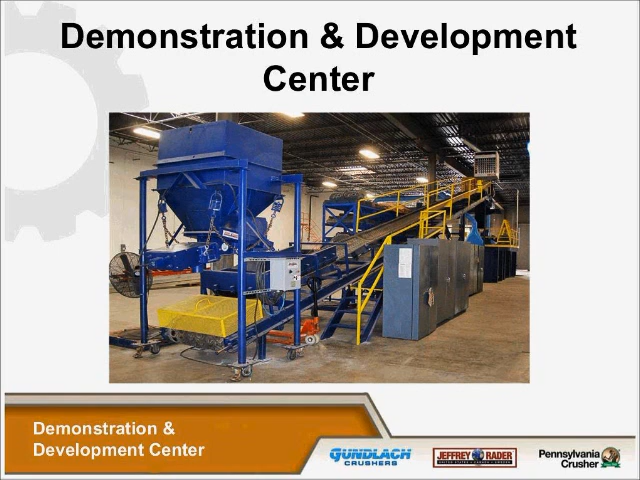 Demonstration & Development
Center
Demonstration &
Development Center
GUNDLACH
CRUSHERS
JEFFREY RADER
Pennsylvania
Crusher